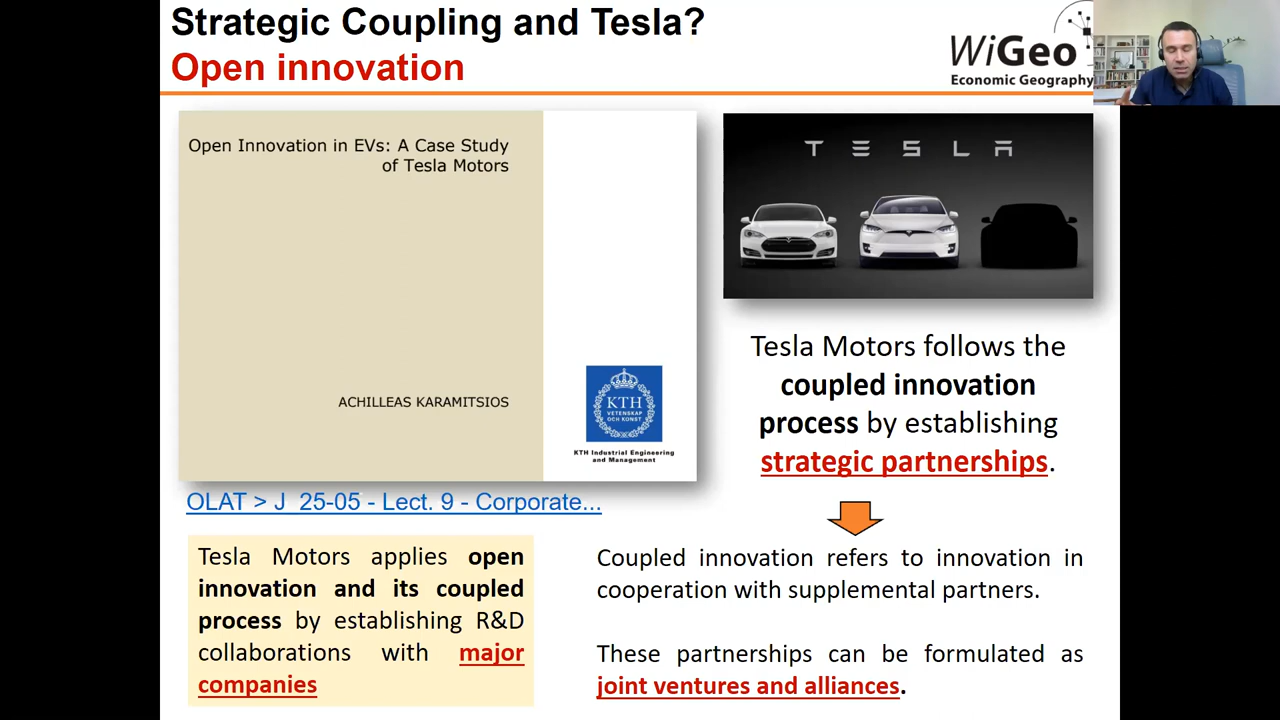 Strategic Coupling and Tesla?
Open innovation
WiGeo
Economic Geography
Open Innovation in EVs: A Case Study
of Tesla Motors
ACHILLEAS KARAMITSIOS
KTH
VETENSKAP
OCH KONST
KTH Industrial Engineering
and Management
OLAT > J 25-05 - Lect. 9 - Corporate...
TESLA
Tesla Motors follows the
coupled innovation
process by establishing
strategic partnerships.
Tesla Motors applies open
innovation and its coupled
process by establishing R&D
collaborations with major
companies
Coupled innovation refers to innovation in
cooperation with supplemental partners.
These partnerships can be formulated as
joint ventures and alliances.